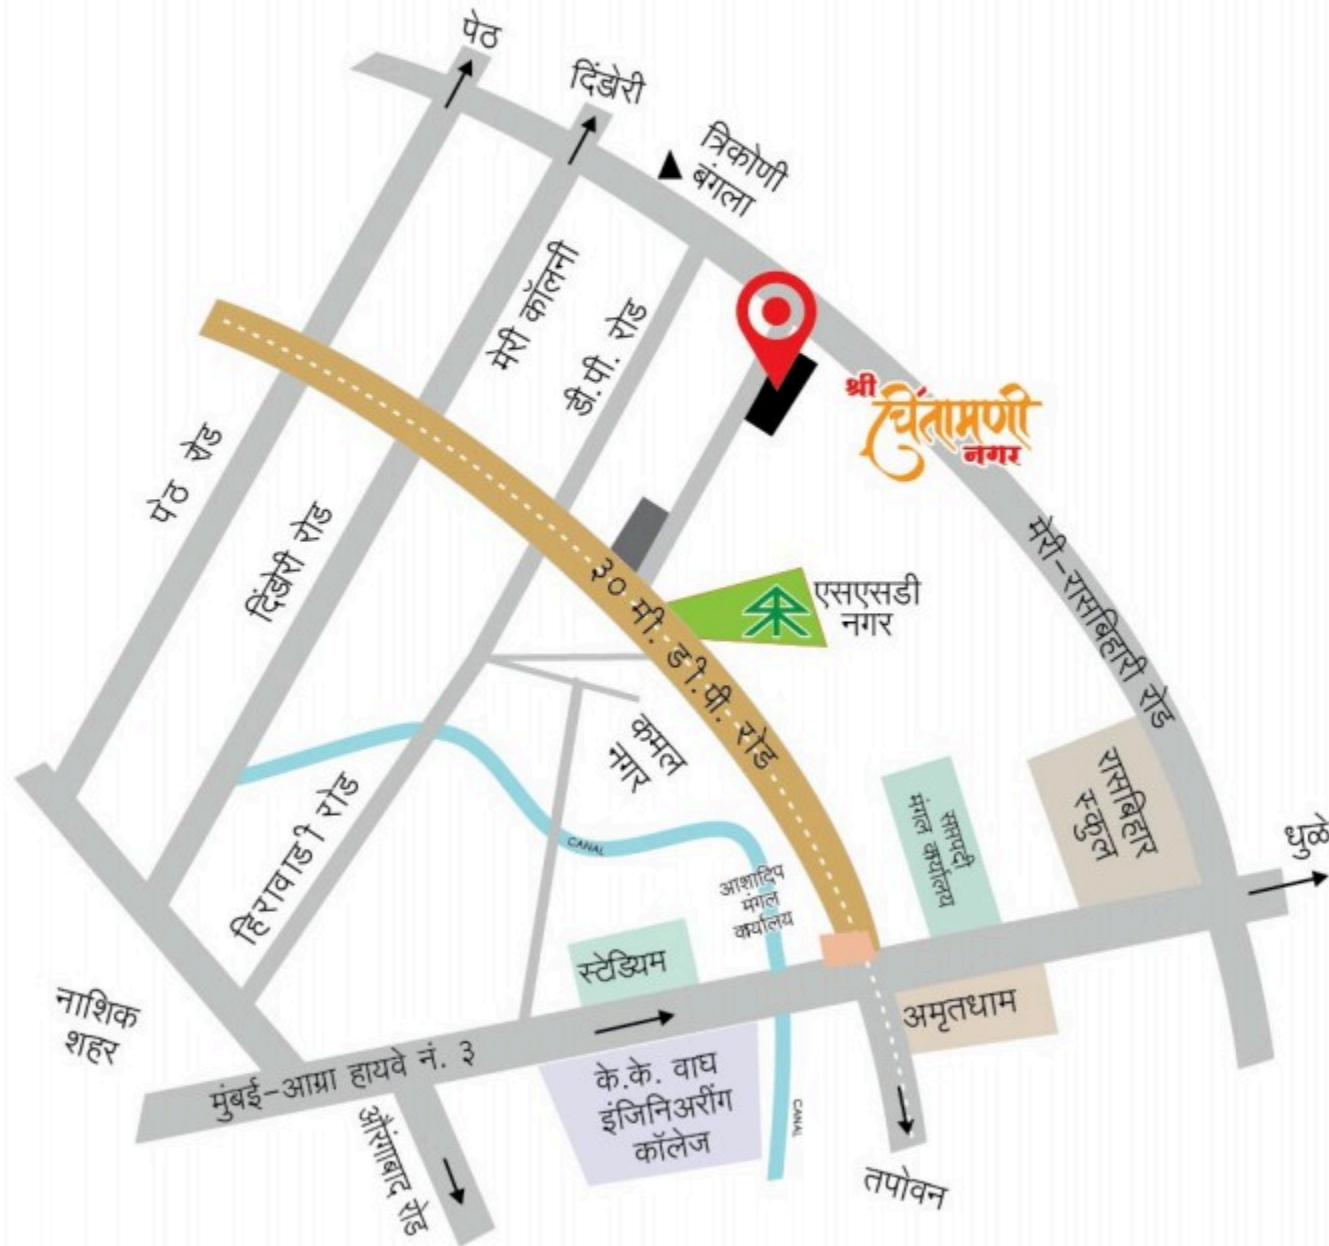 पेठ
दिंडोरी
त्रिकोणी
बंगला
मेरी कॉलनी
डी.पी. रोड
श्री
चिंतामणी
नगर
पेठ रोड
दिंडोरी रोड
३० मी. डी.पी. रोड
एसएसडी
नगर
मेरी-रासबिहारी रोड
कमल
नगर
हिरावाडी रोड
CANAL
आशादिप
मंगल
कार्यालय
सप्तपदी
मंगल कार्यालय
रासबिहार
स्कुल
धुळे
स्टेडियम
नाशिक
शहर
अमृतधाम
मुंबई-आग्रा हायवे नं. ३
के.के. वाघ
इंजिनिअरींग
कॉलेज
CANAL
औरंगाबाद रोड
तपोवन